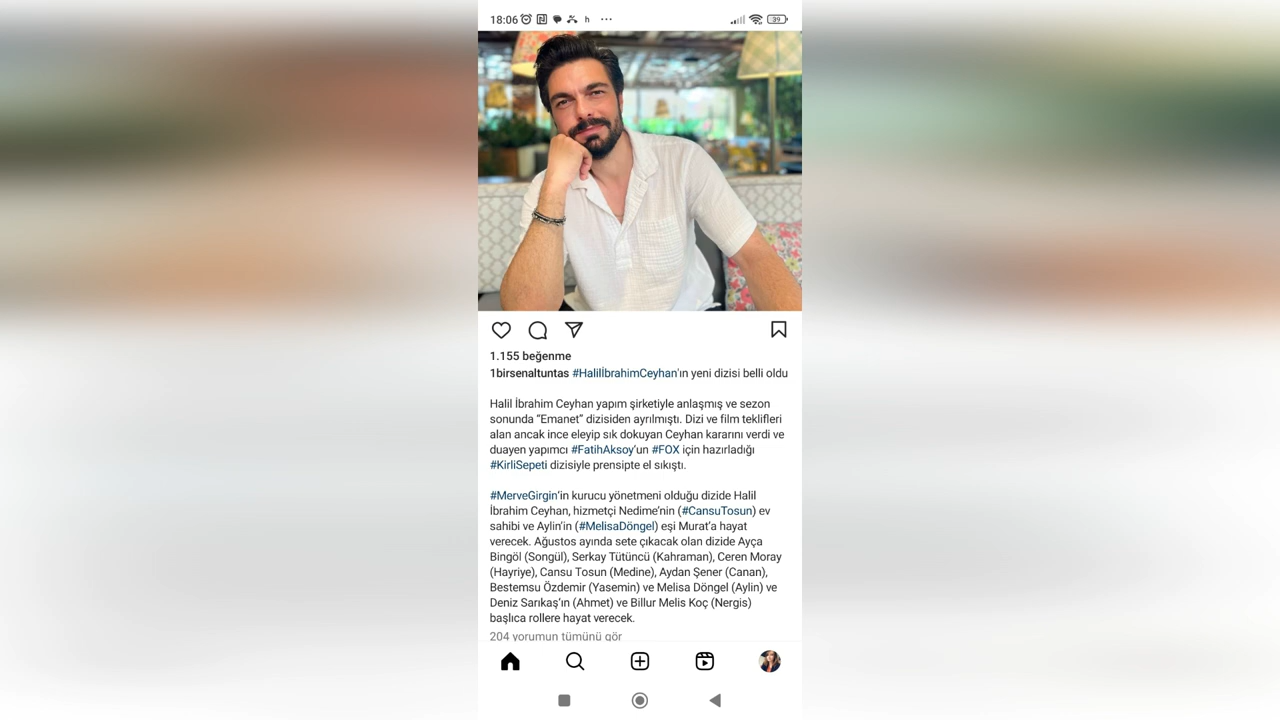 18:06 h ... 39
1.155 beğenme
1birsenaltuntas #HalilİbrahimCeyhan'ın yeni dizisi belli oldu
Halil İbrahim Ceyhan yapım şirketiyle anlaşmış ve sezon
sonunda “Emanet” dizisiden ayrılmıştı. Dizi ve film teklifleri
alan ancak ince eleyip sık dokuyan Ceyhan kararını verdi ve
duayen yapımcı #FatihAksoy'un #FOX için hazırladığı
#KirliSepeti dizisiyle prensipte el sıkıştı.
#MerveGirgin'in kurucu yönetmeni olduğu dizide Halil
İbrahim Ceyhan, hizmetçi Nedime'nin (#CansuTosun) ev
sahibi ve Aylin'in (#MelisaDöngel) eşi Murat'a hayat
verecek. Ağustos ayında sete çıkacak olan dizide Ayça
Bingöl (Songül), Serkay Tütüncü (Kahraman), Ceren Moray
(Hayriye), Cansu Tosun (Medine), Aydan Şener (Canan),
Bestemsu Özdemir (Yasemin) ve Melisa Döngel (Aylin) ve
Deniz Sarıkaş'ın (Ahmet) ve Billur Melis Koç (Nergis)
başlıca rollere hayat verecek.
204 yorumun tümünü gör